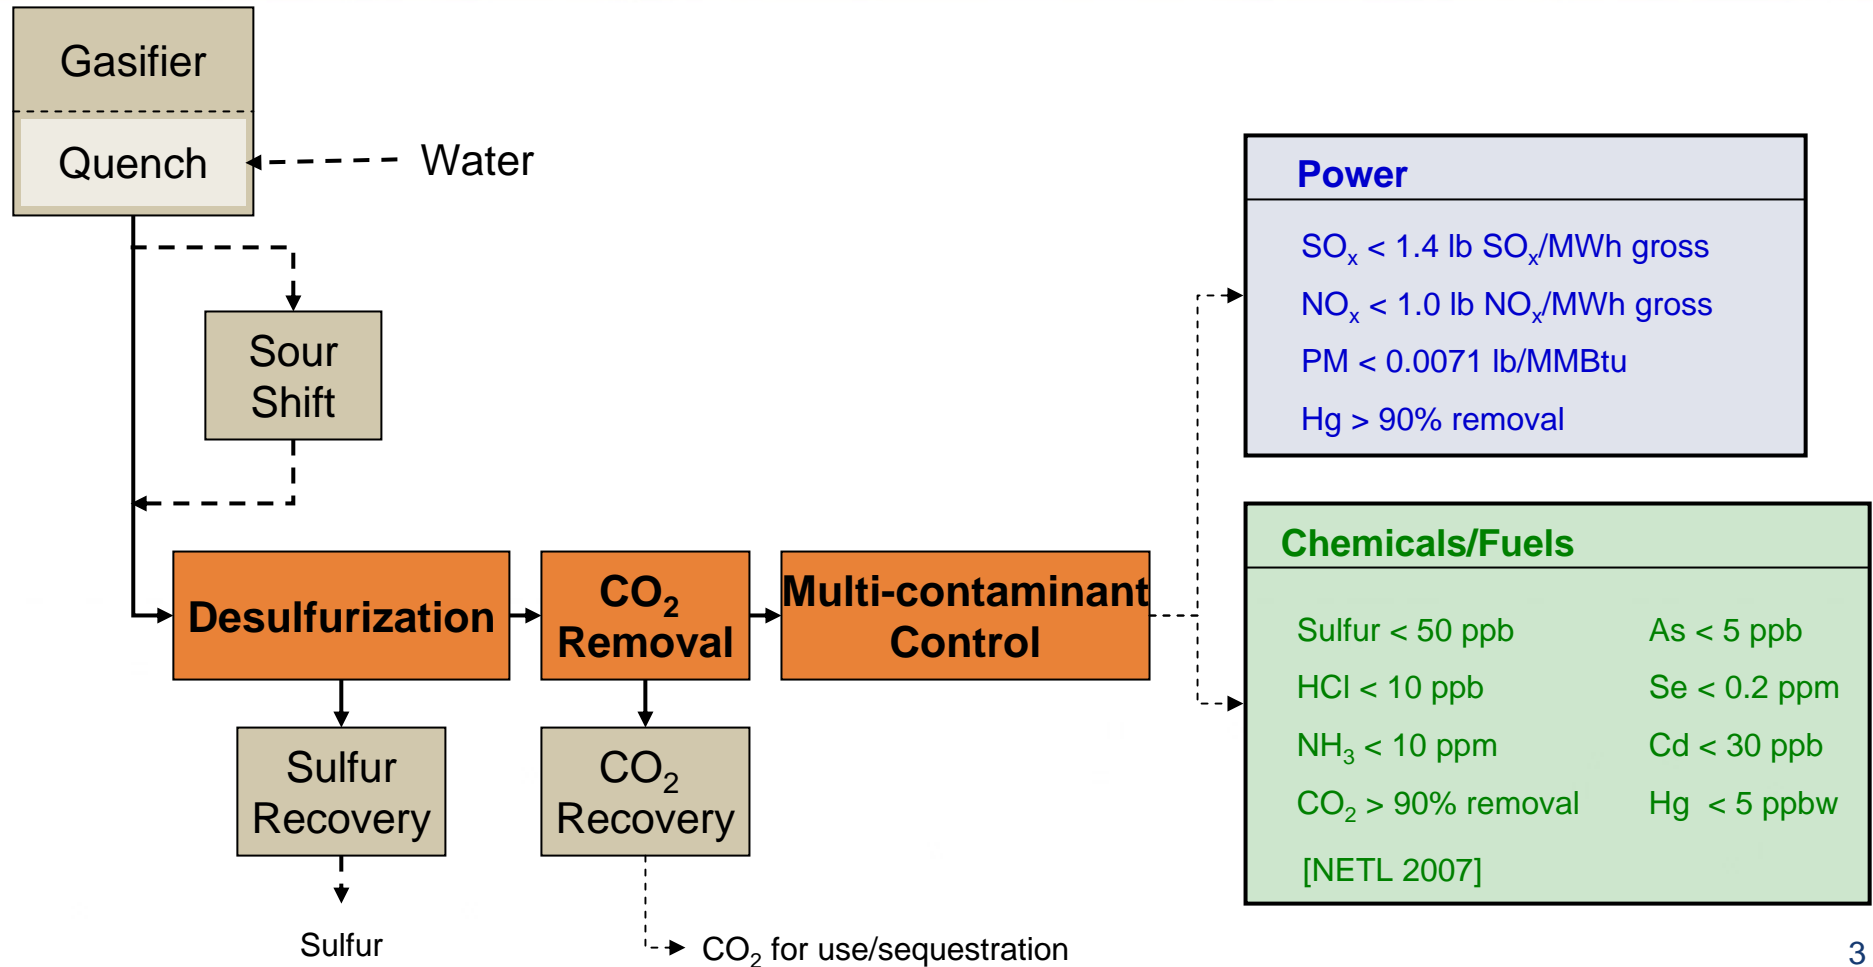 Gasifier
Quench
Water
Sour
Shift
Desulfurization
CO₂
Removal
Multi-contaminant
Control
Sulfur
Recovery
CO₂
Recovery
Sulfur
CO₂ for use/sequestration
Power
SOₓ < 1.4 lb SOₓ/MWh gross
NOₓ < 1.0 lb NOₓ/MWh gross
PM < 0.0071 lb/MMBtu
Hg > 90% removal
Chemicals/Fuels
Sulfur < 50 ppb As < 5 ppb
HCl < 10 ppb Se < 0.2 ppm
NH₃ < 10 ppm Cd < 30 ppb
CO₂ > 90% removal Hg < 5 ppbw
[NETL 2007]
3